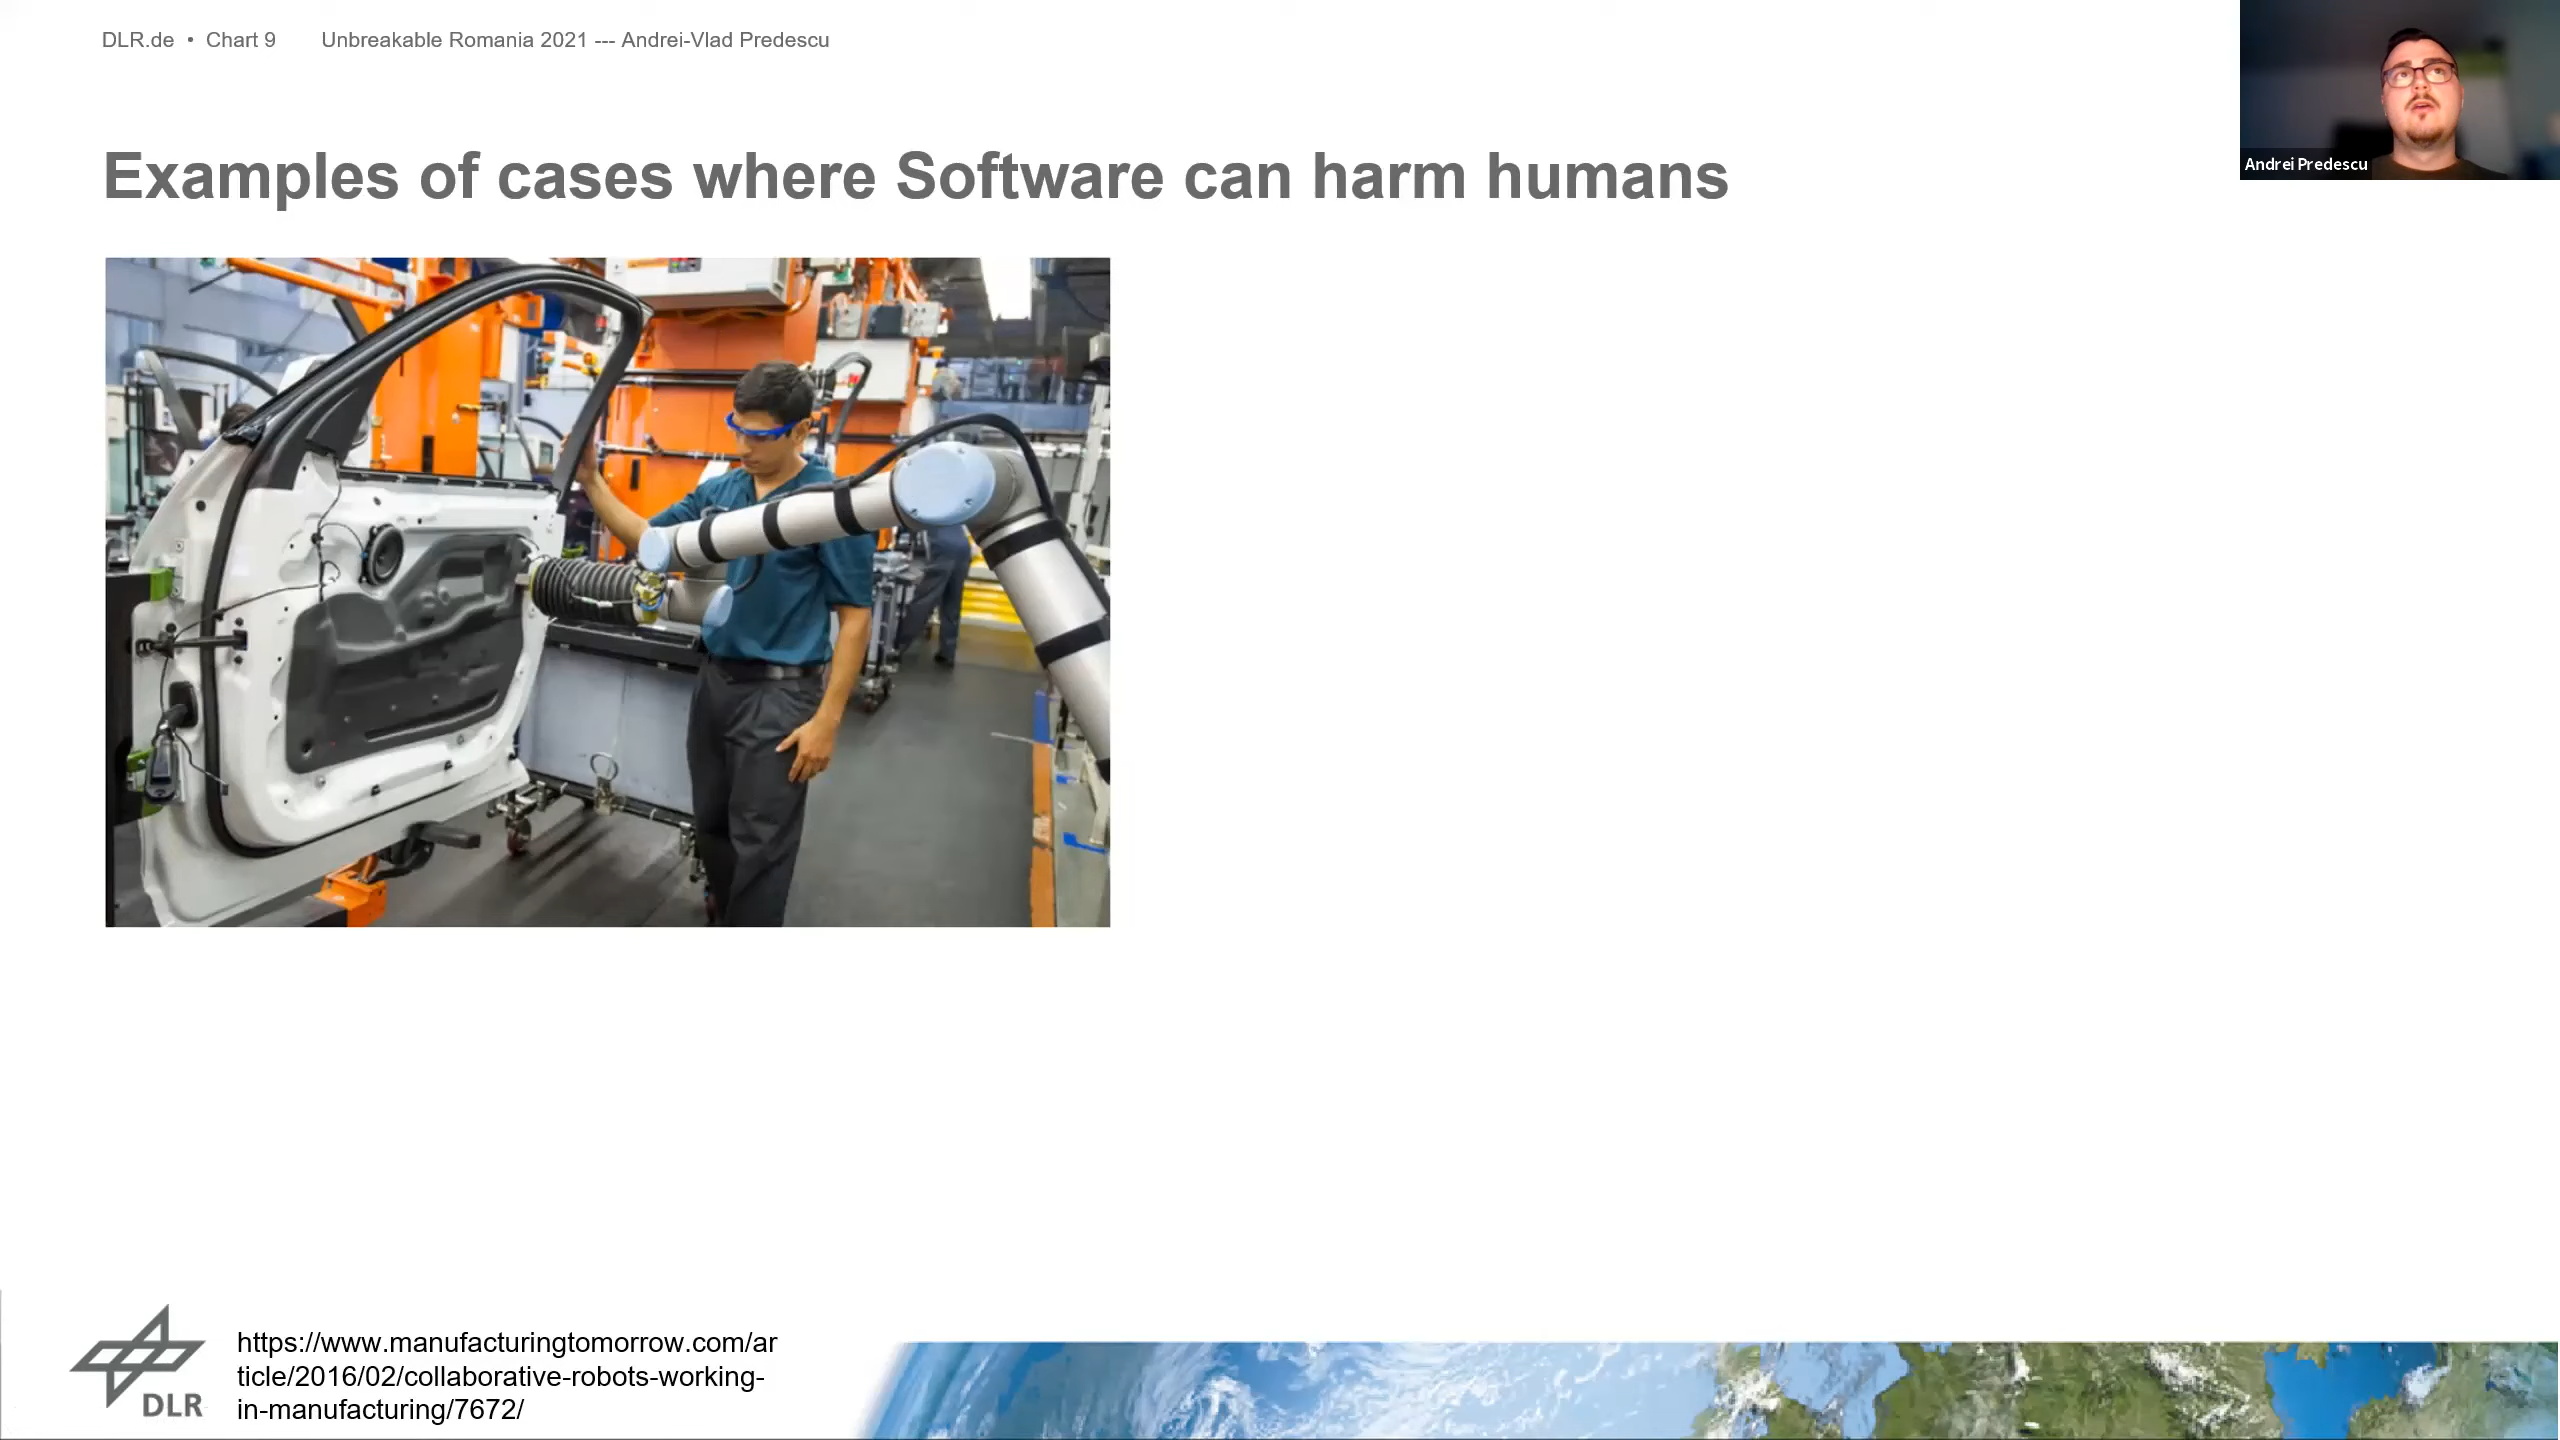 DLR.de • Chart 9 Unbreakable Romania 2021 --- Andrei-Vlad Predescu
Andrei Predescu
Examples of cases where Software can harm humans
DLR
https://www.manufacturingtomorrow.com/ar
ticle/2016/02/collaborative-robots-working-
in-manufacturing/7672/